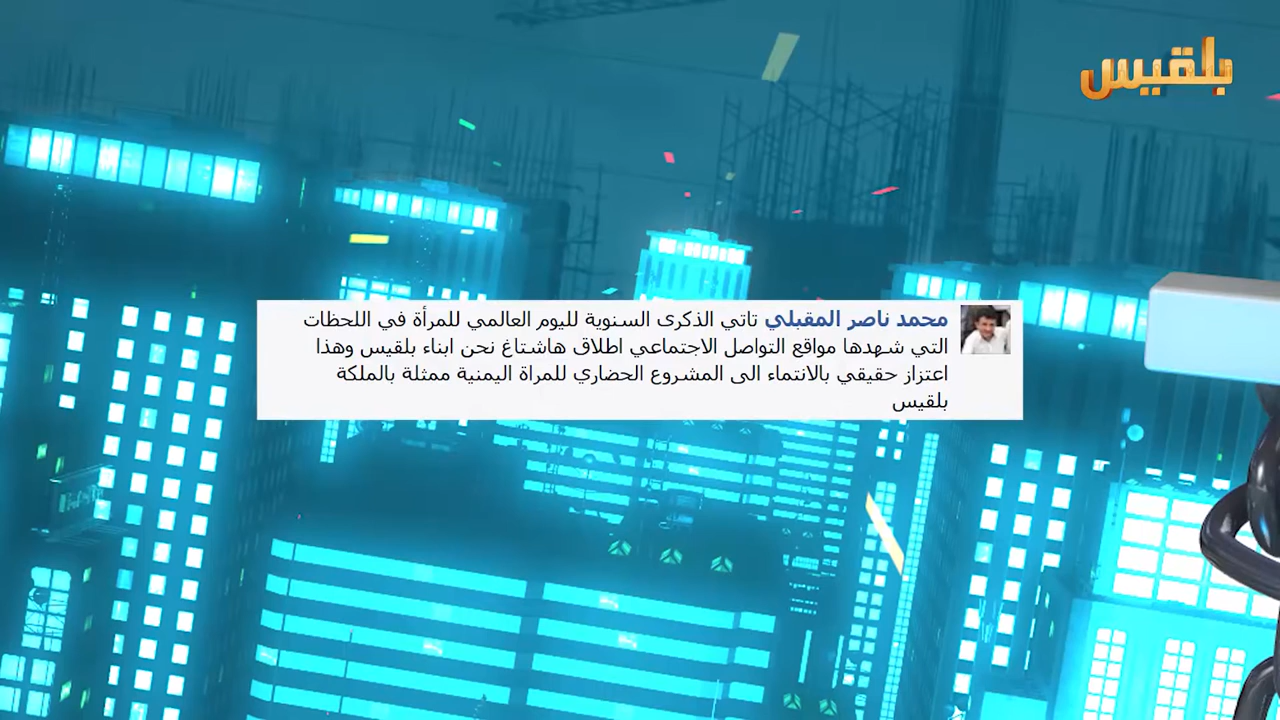 بلقيس
محمد ناصر المقبلي تاتي الذكرى السنوية لليوم العالمي للمرأة في اللحظات
التي شهدها مواقع التواصل الاجتماعي اطلاق هاشتاغ نحن ابناء بلقيس وهذا
اعتزاز حقيقي بالانتماء الى المشروع الحضاري للمراة اليمنية ممثلة بالملكة
بلقيس